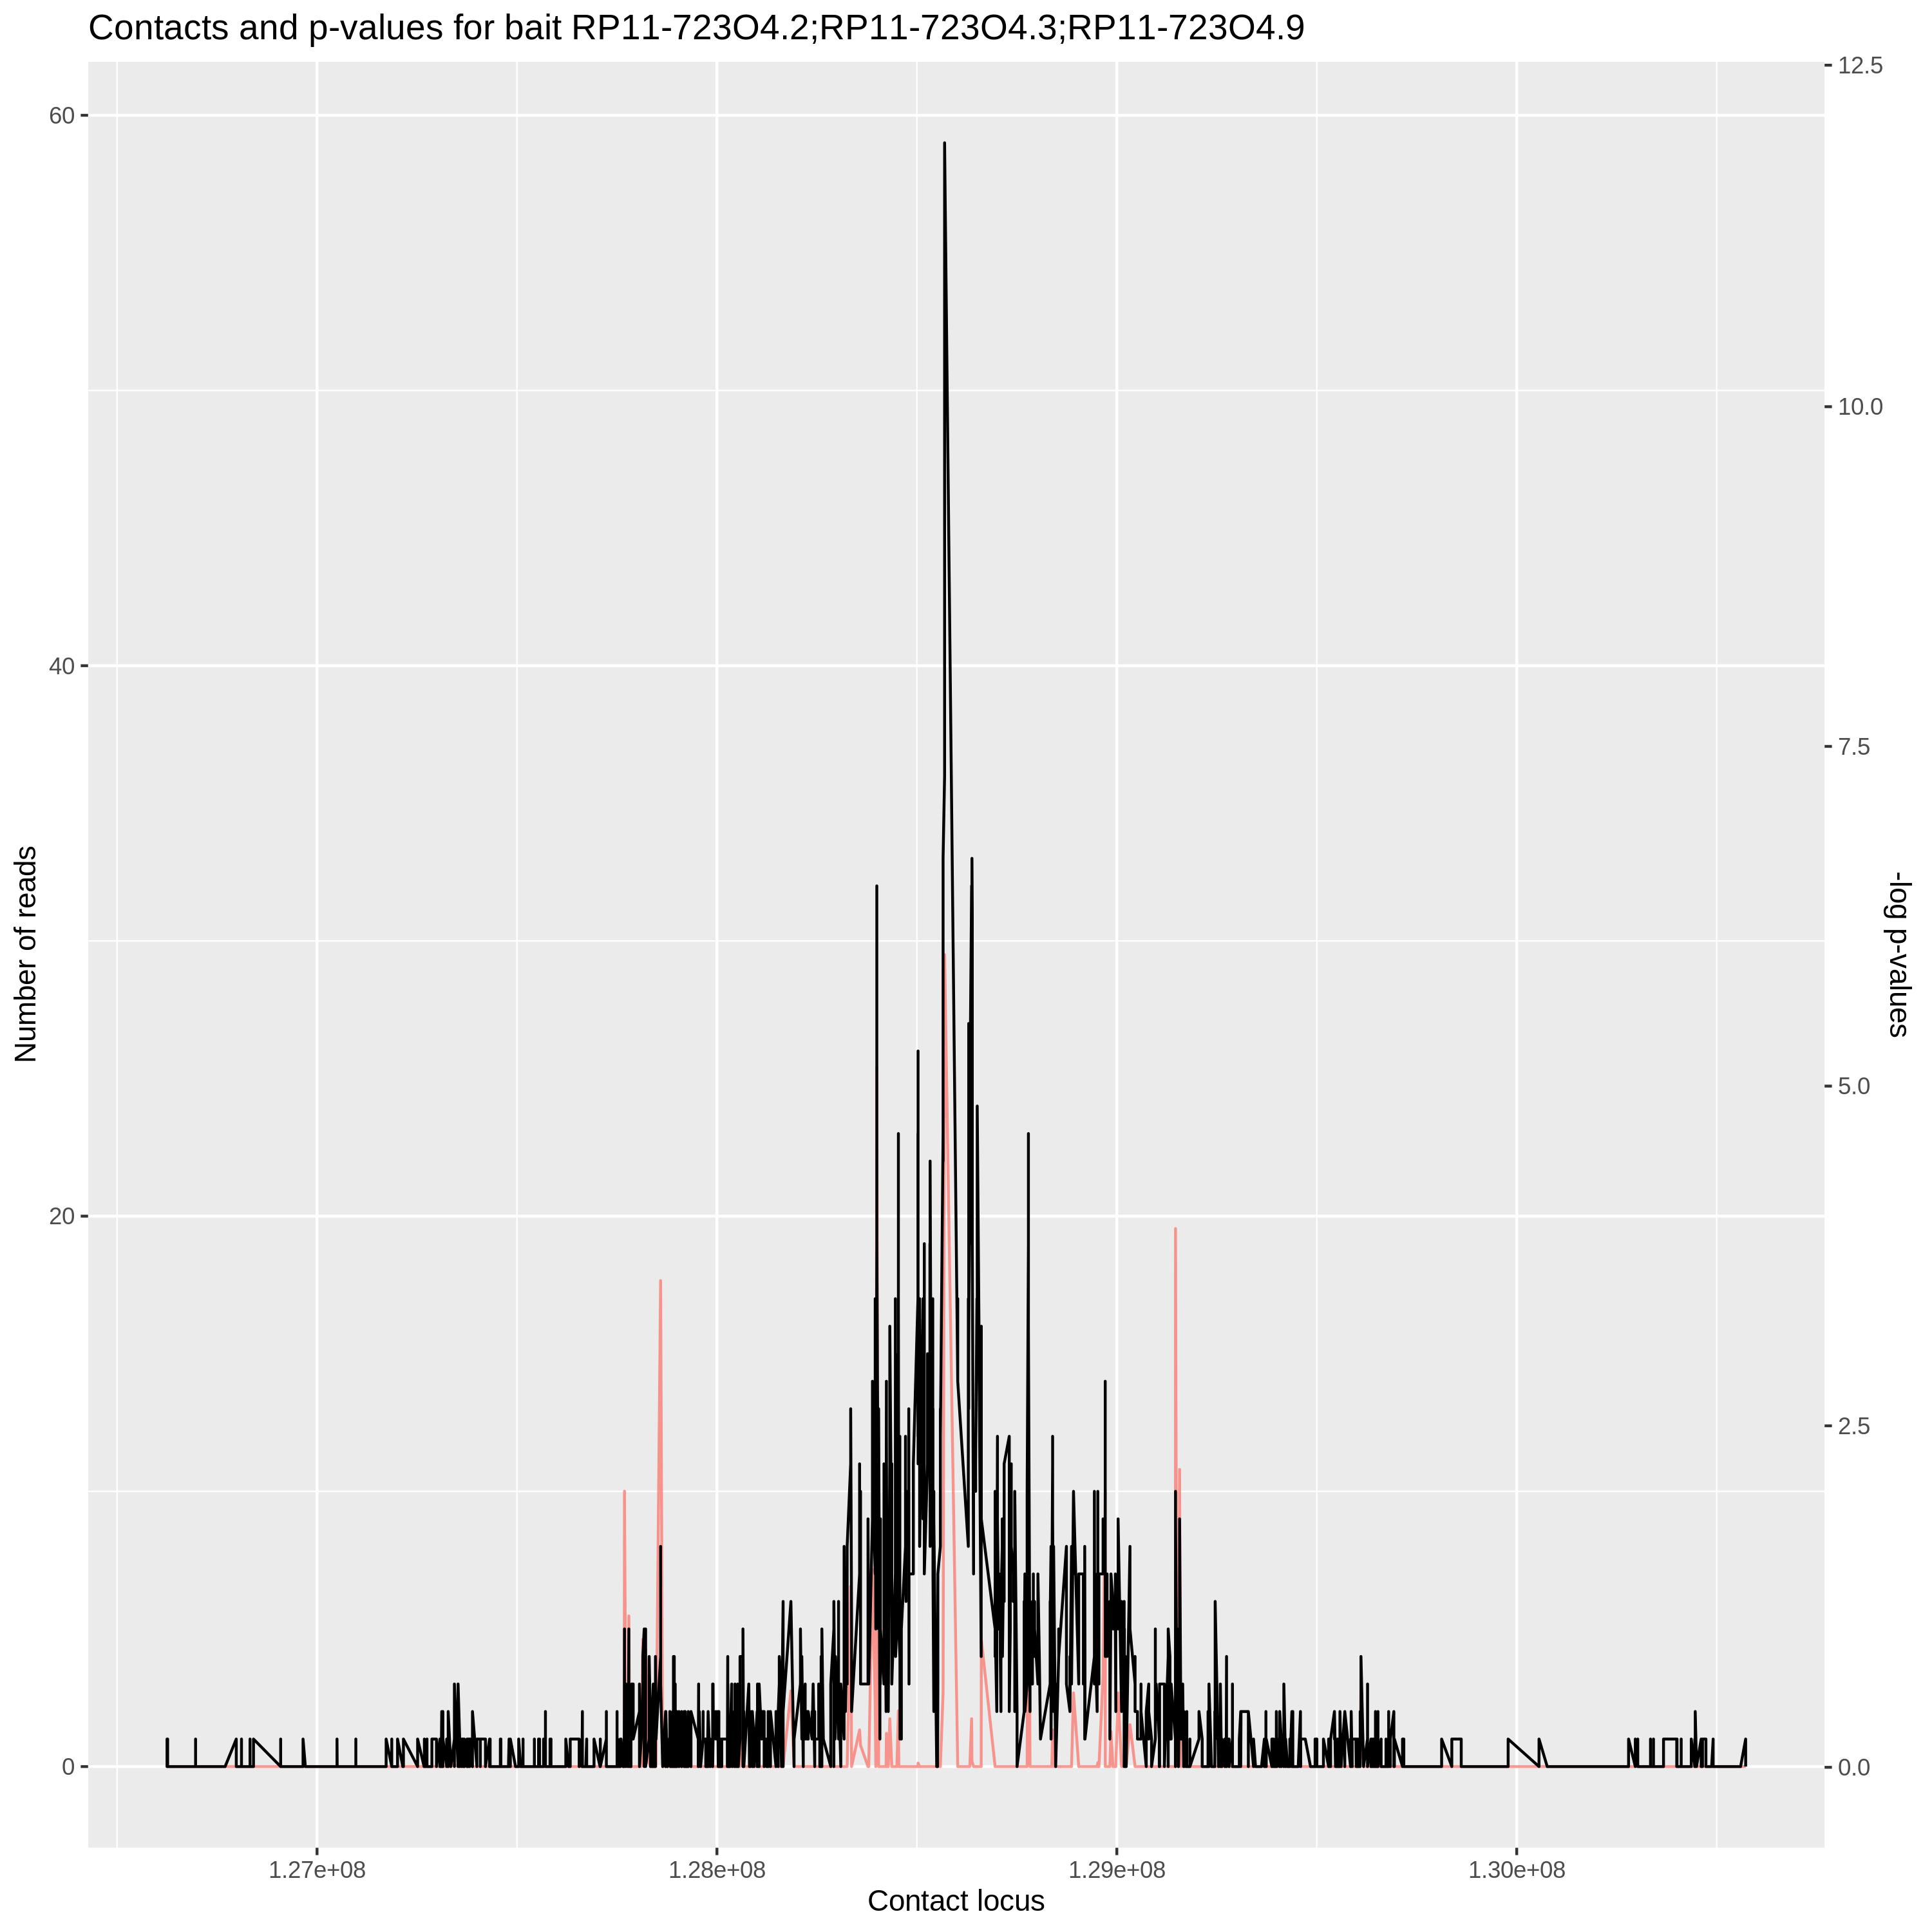 Contacts and p-values for bait RP11-723O4.2;RP11-723O4.3;RP11-723O4.9
12.5
60
10.0
40
7.5
Number of reads
-log p-values
5.0
20
2.5
0
0.0
1.27e+08
1.28e+08
1.29e+08
1.30e+08
Contact locus